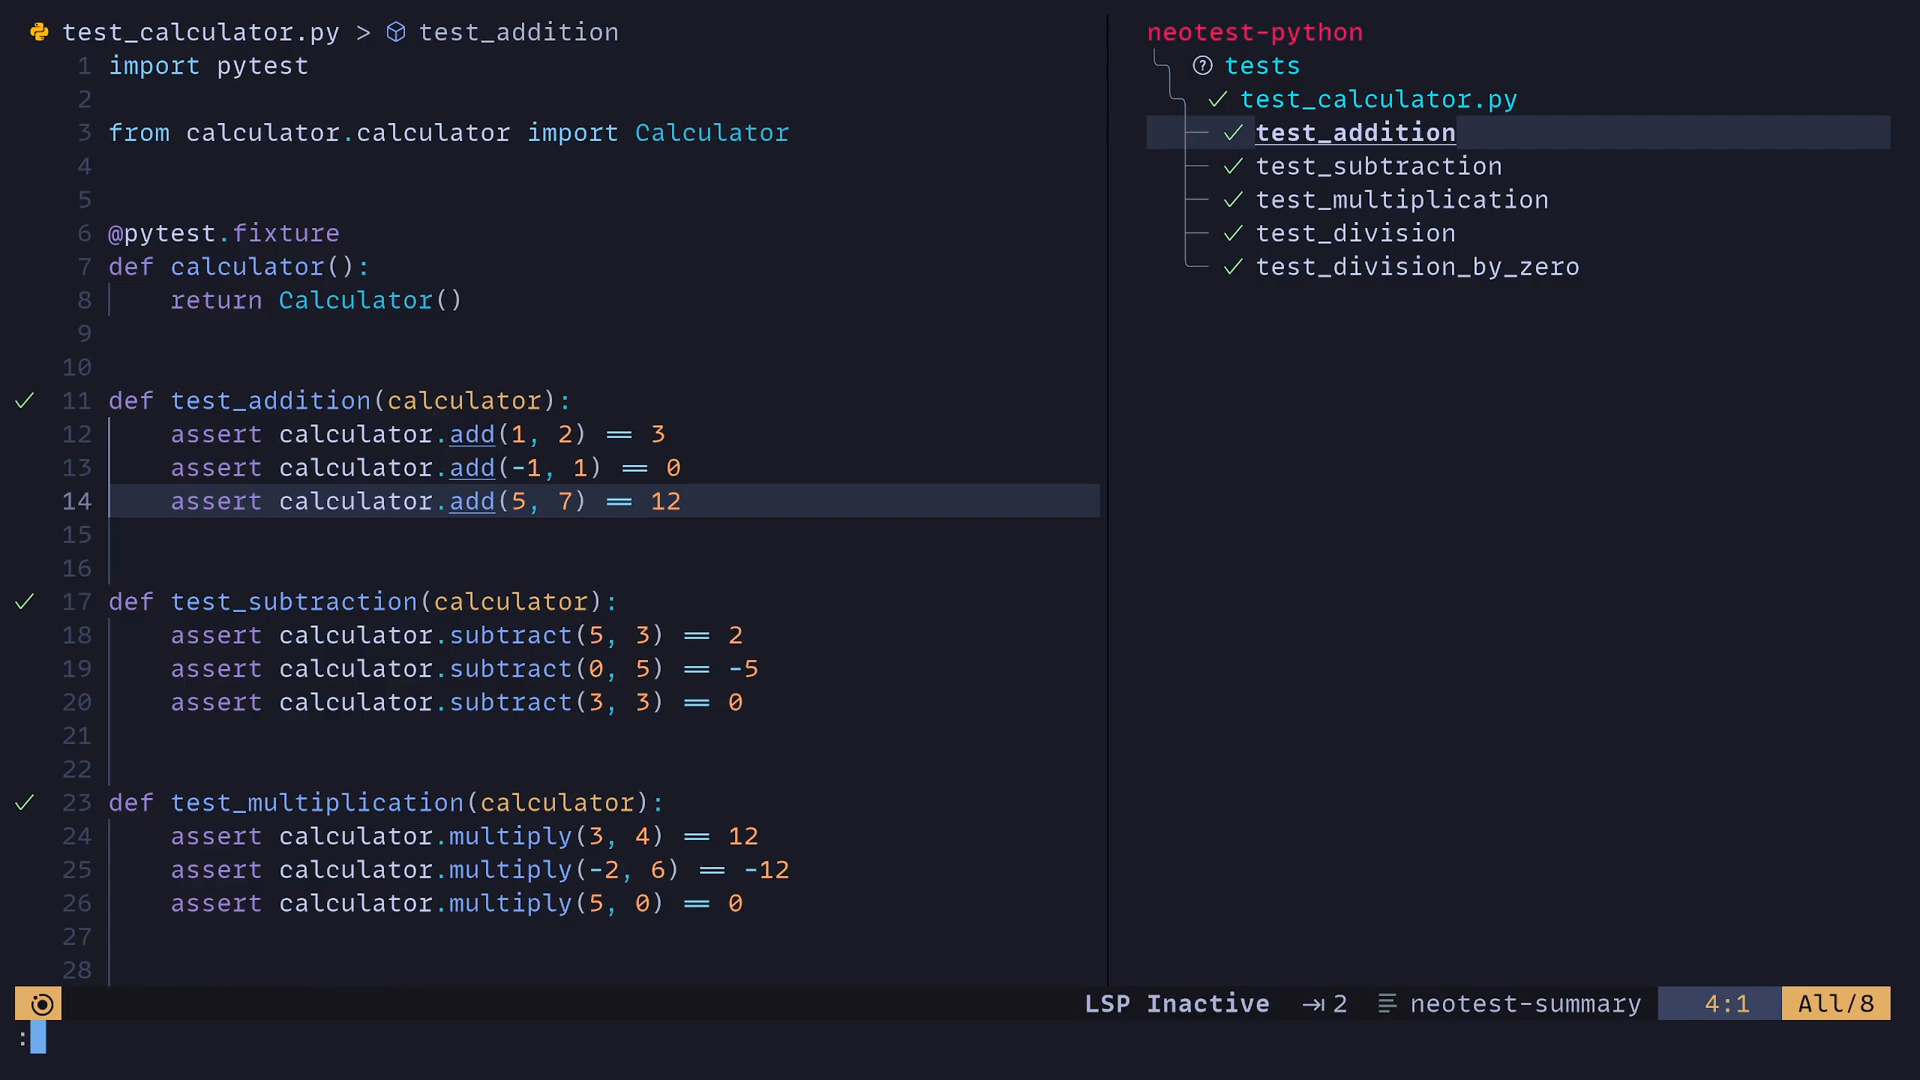 test_calculator.py > test_addition
1 import pytest
2
3 from calculator.calculator import Calculator
4
5
6 @pytest.fixture
7 def calculator():
8     return Calculator()
9
10
11 def test_addition(calculator):
12     assert calculator.add(1, 2) == 3
13     assert calculator.add(-1, 1) == 0
14     assert calculator.add(5, 7) == 12
15
16
17 def test_subtraction(calculator):
18     assert calculator.subtract(5, 3) == 2
19     assert calculator.subtract(0, 5) == -5
20     assert calculator.subtract(3, 3) == 0
21
22
23 def test_multiplication(calculator):
24     assert calculator.multiply(3, 4) == 12
25     assert calculator.multiply(-2, 6) == -12
26     assert calculator.multiply(5, 0) == 0
27
28
neotest-python
? tests
✓ test_calculator.py
✓ test_addition
✓ test_subtraction
✓ test_multiplication
✓ test_division
✓ test_division_by_zero
LSP Inactive ⇥ 2 ≡ neotest-summary 4:1 All/8
: